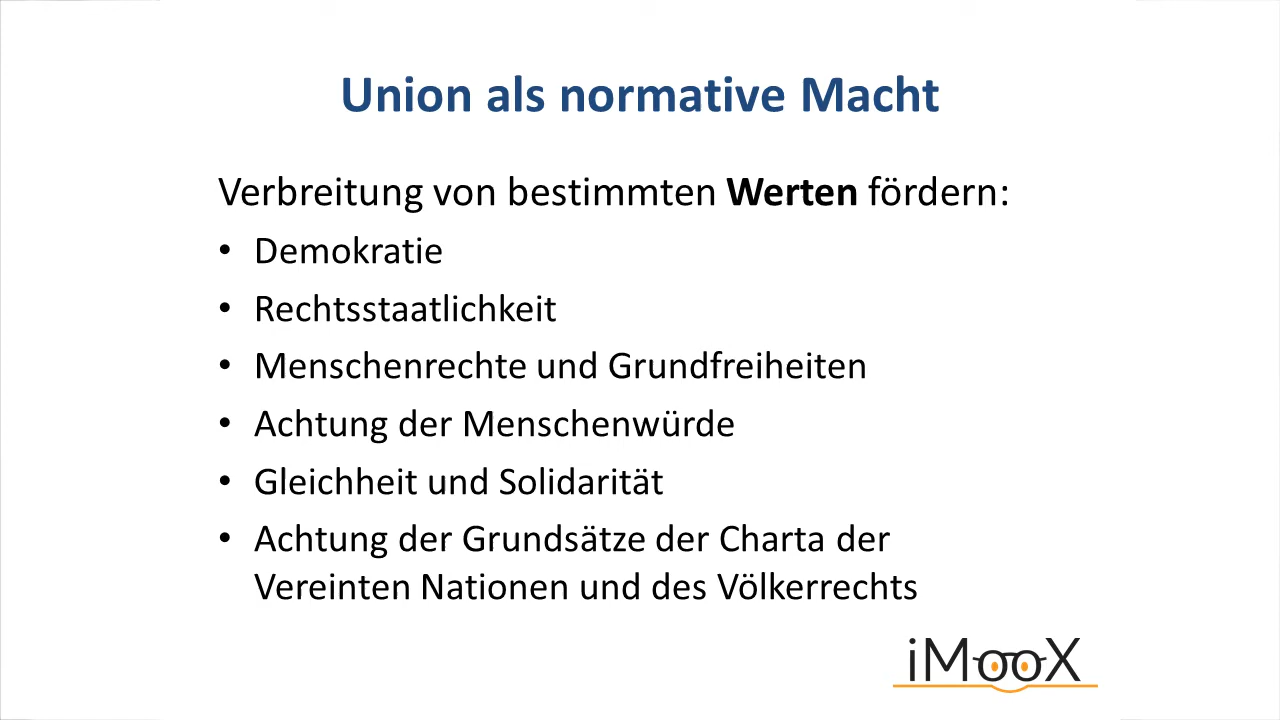 Union als normative Macht
Verbreitung von bestimmten Werten fördern:
• Demokratie
• Rechtsstaatlichkeit
• Menschenrechte und Grundfreiheiten
• Achtung der Menschenwürde
• Gleichheit und Solidarität
• Achtung der Grundsätze der Charta der
Vereinten Nationen und des Völkerrechts
iMooX